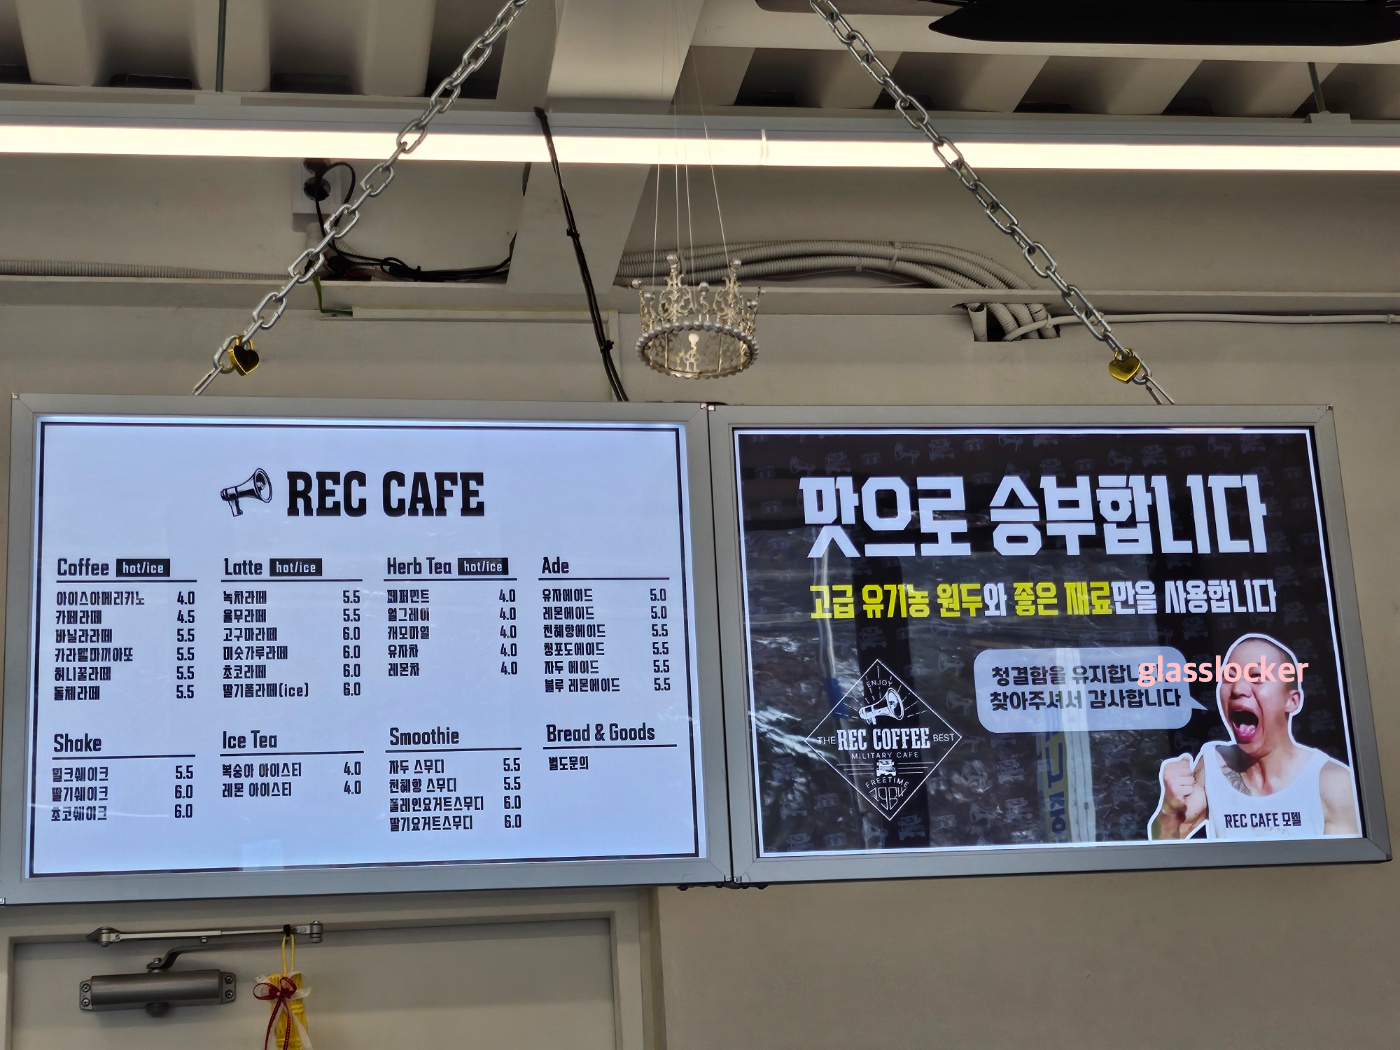 REC CAFE
Coffee hot/ice
아이스아메리카노 4.0
카페라떼 4.5
바닐라라떼 5.5
카라멜마끼아또 5.5
허니꿀라떼 5.5
돌체라떼 5.5
Latte hot/ice
녹차라떼 5.5
율무라떼 5.5
고구마라떼 6.0
미숫가루라떼 6.0
초코라떼 6.0
딸기폼라떼(ice) 6.0
Herb Tea hot/ice
페퍼민트 4.0
얼그레이 4.0
캐모마일 4.0
유자차 4.0
레몬차 4.0
Ade
유자에이드 5.0
레몬에이드 5.0
천혜향에이드 5.5
청포도에이드 5.5
자두 에이드 5.5
블루 레몬에이드 5.5
Shake
밀크쉐이크 5.5
딸기쉐이크 6.0
초코쉐이크 6.0
Ice Tea
복숭아 아이스티 4.0
레몬 아이스티 4.0
Smoothie
자두 스무디 5.5
천혜향 스무디 5.5
플레인요거트스무디 6.0
딸기요거트스무디 6.0
Bread & Goods
별도문의
맛으로 승부합니다
고급 유기농 원두와 좋은 재료만을 사용합니다
청결함을 유지합니
찾아주셔서 감사합니다
glasslocker
ENJOY
THE REC COFFEE BEST
MILITARY CAFE
FREETIME
1984
REC CAFE 모델